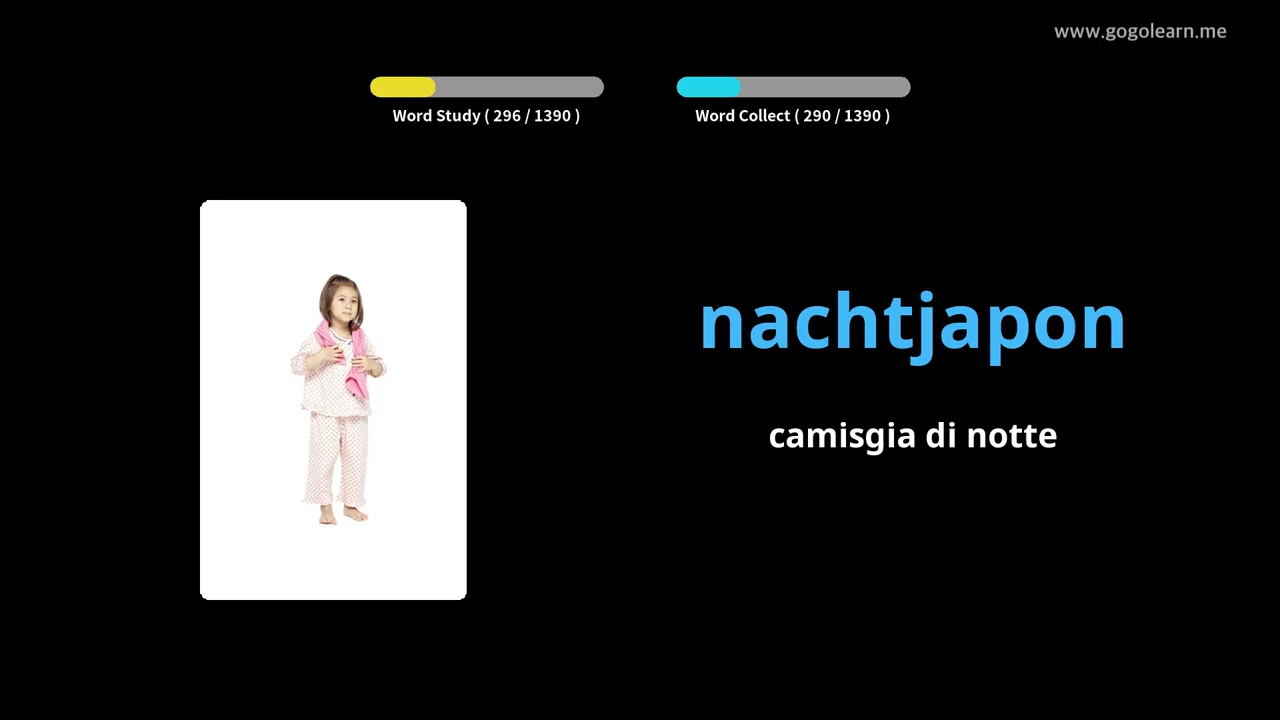 www.gogolearn.me
Word Study ( 296 / 1390 )
Word Collect ( 290 / 1390 )
nachtjapon
camisgia di notte